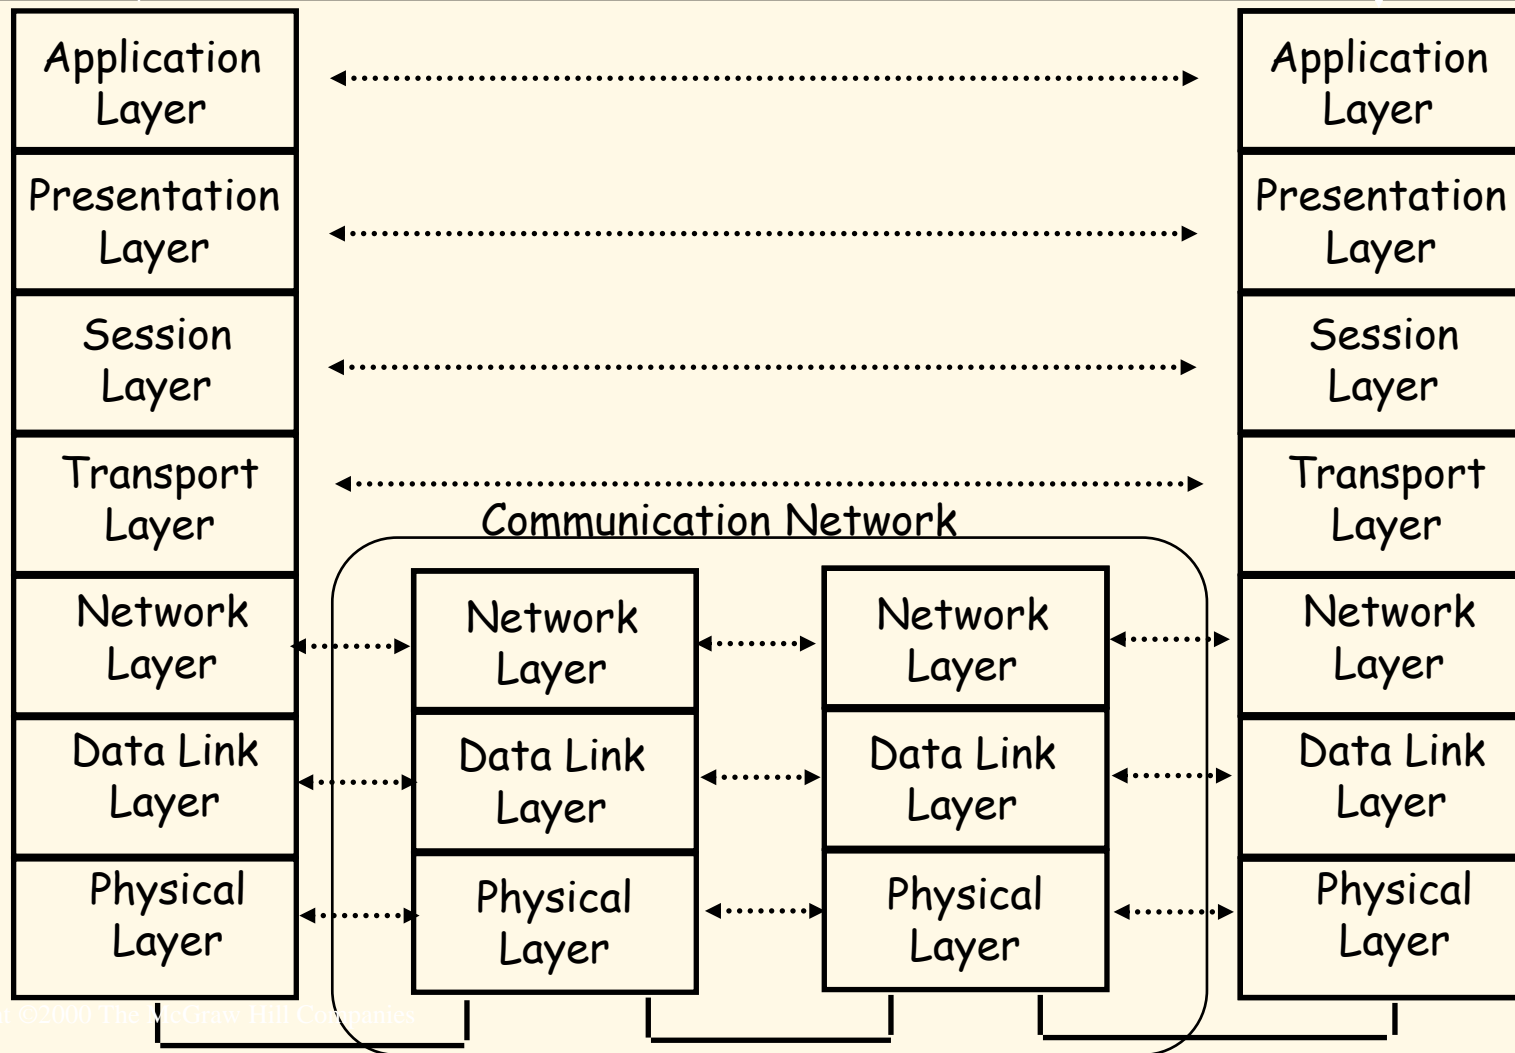 Application
Layer
Presentation
Layer
Session
Layer
Transport
Layer
Network
Layer
Data Link
Layer
Physical
Layer
Communication Network
Network
Layer
Data Link
Layer
Physical
Layer
Network
Layer
Data Link
Layer
Physical
Layer
Application
Layer
Presentation
Layer
Session
Layer
Transport
Layer
Network
Layer
Data Link
Layer
Physical
Layer
©2000 The McGraw Hill Companies